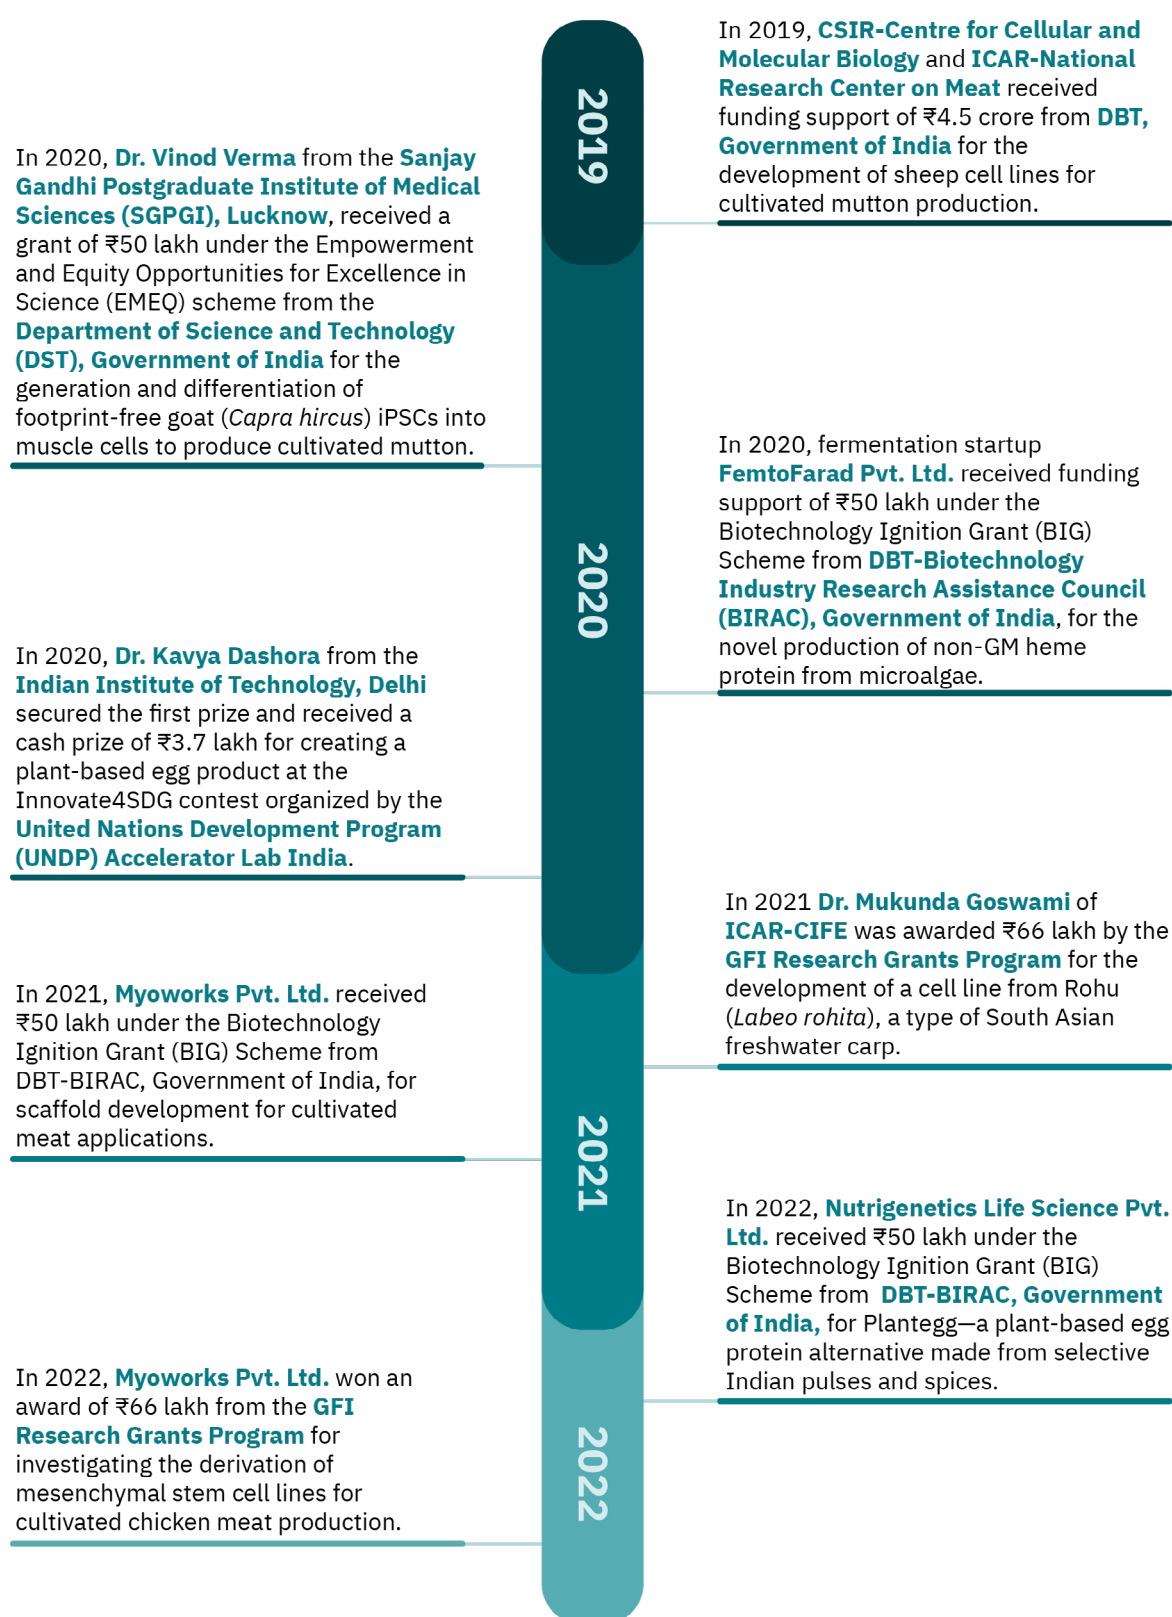 2019
In 2019, CSIR-Centre for Cellular and
Molecular Biology and ICAR-National
Research Center on Meat received
funding support of ₹4.5 crore from DBT,
Government of India for the
development of sheep cell lines for
cultivated mutton production.
In 2020, Dr. Vinod Verma from the Sanjay
Gandhi Postgraduate Institute of Medical
Sciences (SGPGI), Lucknow, received a
grant of ₹50 lakh under the Empowerment
and Equity Opportunities for Excellence in
Science (EMEQ) scheme from the
Department of Science and Technology
(DST), Government of India for the
generation and differentiation of
footprint-free goat (Capra hircus) iPSCs into
muscle cells to produce cultivated mutton.
2020
In 2020, fermentation startup
FemtoFarad Pvt. Ltd. received funding
support of ₹50 lakh under the
Biotechnology Ignition Grant (BIG)
Scheme from DBT-Biotechnology
Industry Research Assistance Council
(BIRAC), Government of India, for the
novel production of non-GM heme
protein from microalgae.
In 2020, Dr. Kavya Dashora from the
Indian Institute of Technology, Delhi
secured the first prize and received a
cash prize of ₹3.7 lakh for creating a
plant-based egg product at the
Innovate4SDG contest organized by the
United Nations Development Program
(UNDP) Accelerator Lab India.
In 2021 Dr. Mukunda Goswami of
ICAR-CIFE was awarded ₹66 lakh by the
GFI Research Grants Program for the
development of a cell line from Rohu
(Labeo rohita), a type of South Asian
freshwater carp.
In 2021, Myoworks Pvt. Ltd. received
₹50 lakh under the Biotechnology
Ignition Grant (BIG) Scheme from
DBT-BIRAC, Government of India, for
scaffold development for cultivated
meat applications.
2021
In 2022, Nutrigenetics Life Science Pvt.
Ltd. received ₹50 lakh under the
Biotechnology Ignition Grant (BIG)
Scheme from DBT-BIRAC, Government
of India, for Plantegg—a plant-based egg
protein alternative made from selective
Indian pulses and spices.
In 2022, Myoworks Pvt. Ltd. won an
award of ₹66 lakh from the GFI
Research Grants Program for
investigating the derivation of
mesenchymal stem cell lines for
cultivated chicken meat production.
2022